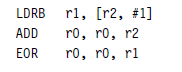 LDRB r1, [r2, #1]
ADD r0, r0, r2
EOR r0, r0, r1